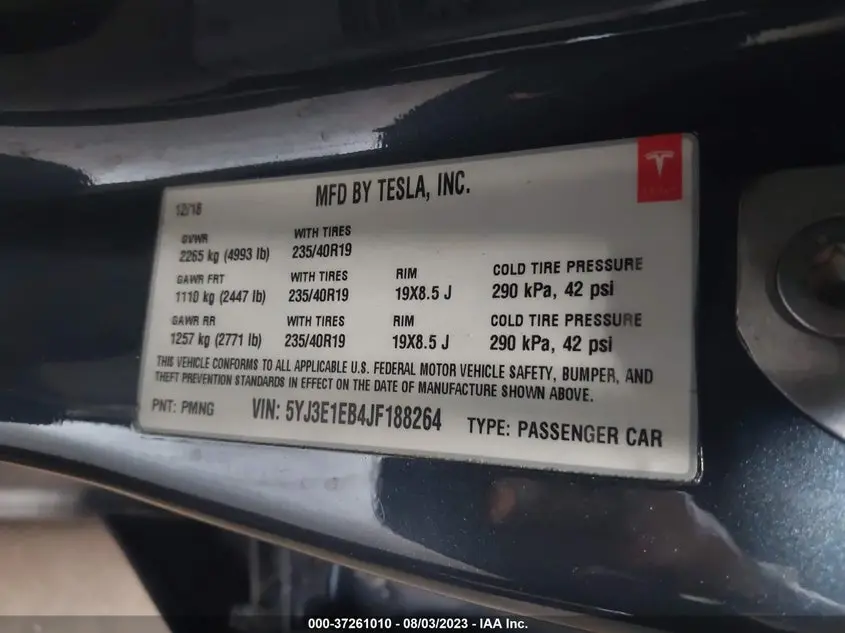 MFD BY TESLA, INC.
12/18
GVWR WITH TIRES
2265 kg (4993 lb) 235/40R19
GAWR FRT WITH TIRES RIM COLD TIRE PRESSURE
1110 kg (2447 lb) 235/40R19 19X8.5 J 290 kPa, 42 psi
GAWR RR WITH TIRES RIM COLD TIRE PRESSURE
1257 kg (2771 lb) 235/40R19 19X8.5 J 290 kPa, 42 psi
THIS VEHICLE CONFORMS TO ALL APPLICABLE U.S. FEDERAL MOTOR VEHICLE SAFETY, BUMPER, AND
THEFT PREVENTION STANDARDS IN EFFECT ON THE DATE OF MANUFACTURE SHOWN ABOVE.
PNT: PMNG VIN: 5YJ3E1EB4JF188264 TYPE: PASSENGER CAR
000-37261010 - 08/03/2023 - IAA Inc.